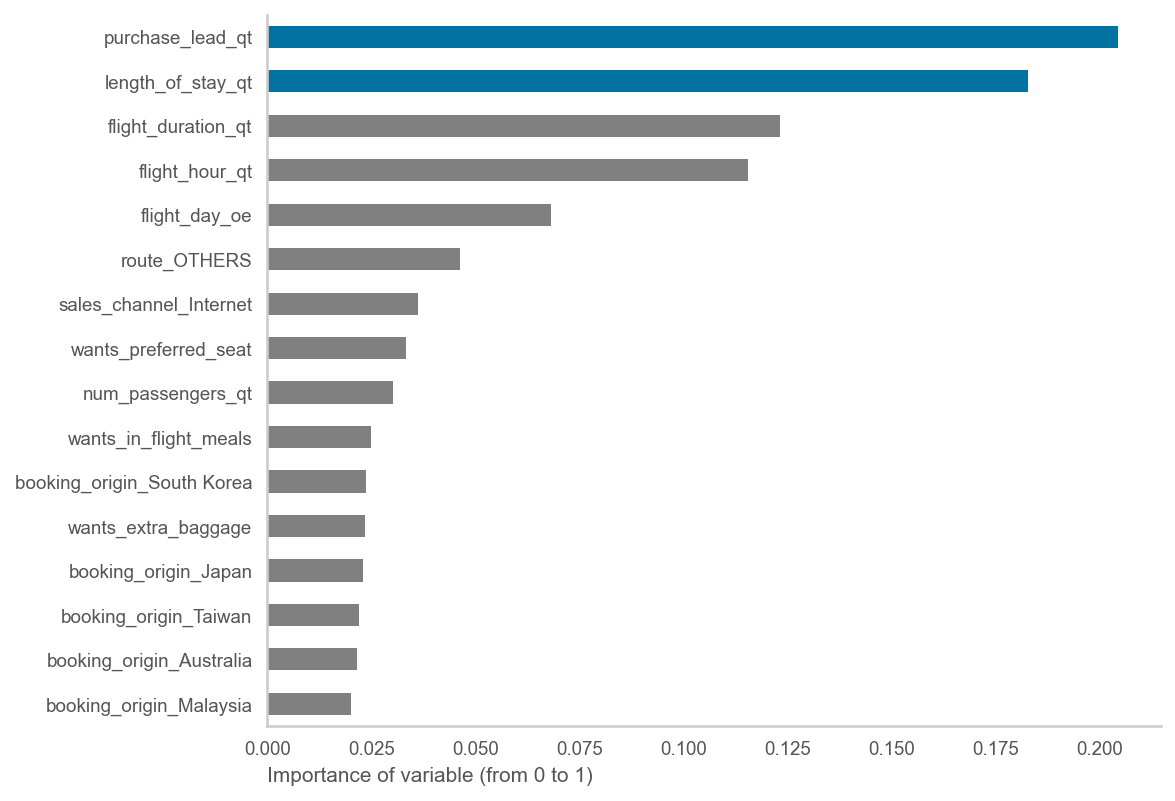 purchase_lead_qt
length_of_stay_qt
flight_duration_qt
flight_hour_qt
flight_day_oe
route_OTHERS
sales_channel_Internet
wants_preferred_seat
num_passengers_qt
wants_in_flight_meals
booking_origin_South Korea
wants_extra_baggage
booking_origin_Japan
booking_origin_Taiwan
booking_origin_Australia
booking_origin_Malaysia
0.000 0.025 0.050 0.075 0.100 0.125 0.150 0.175 0.200
Importance of variable (from 0 to 1)